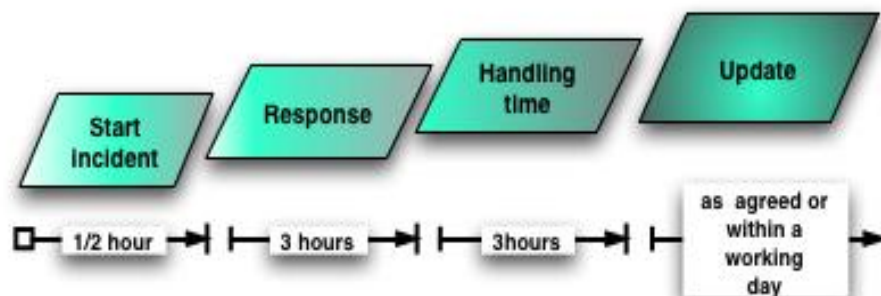 Start
incident
Response
Handling
time
Update
1/2 hour
3 hours
3hours
as agreed or
within a
working
day